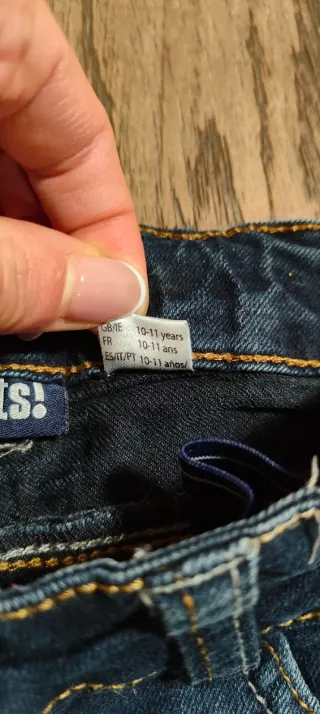 GB/IE 10-11 years
FR 10-11 ans
ES/IT/PT 10-11 años/
ts!